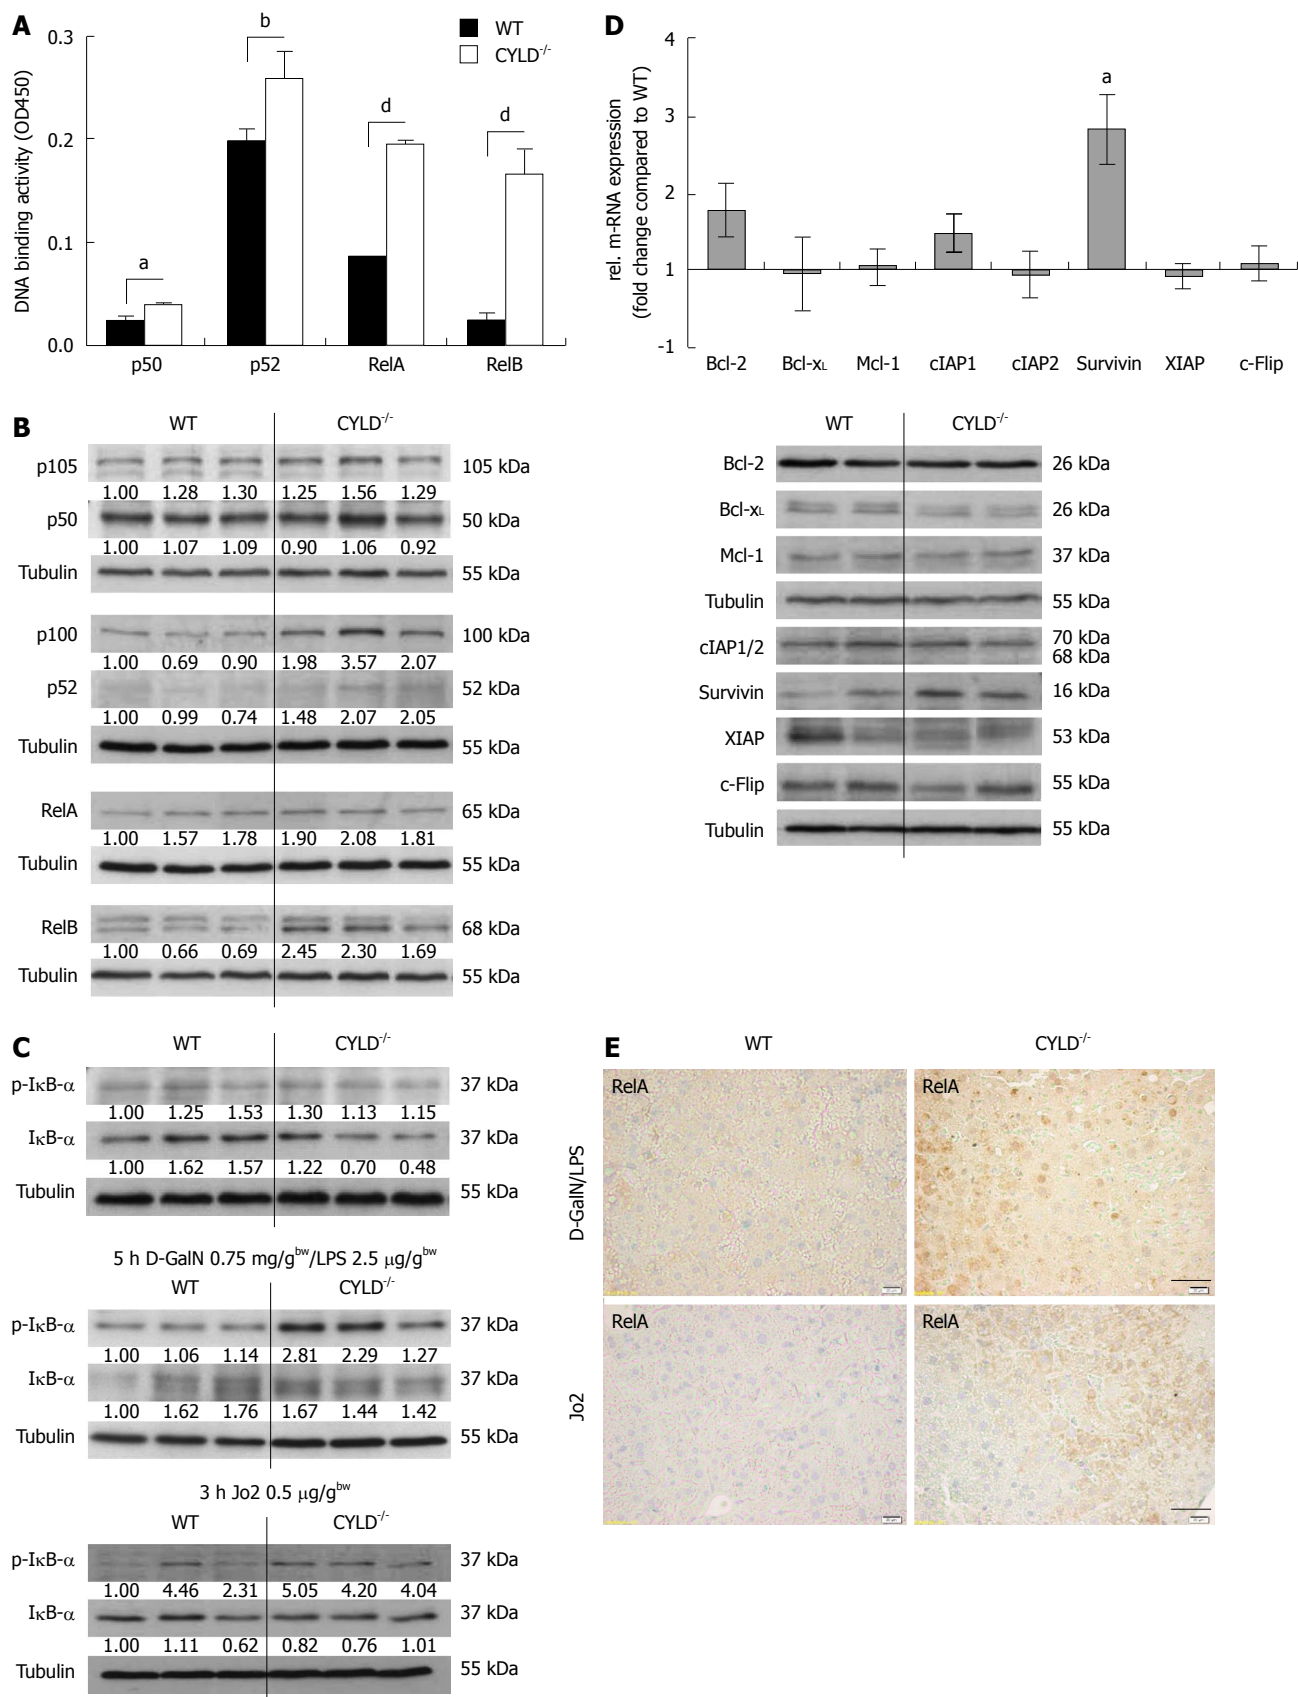 A
DNA binding activity (OD450)
0.3
0.2
0.1
0.0
WT
CYLD-/-
a
b
d
d
p50 p52 RelA RelB
B
WT CYLD-/-
p105 105 kDa
1.00 1.28 1.30 1.25 1.56 1.29
p50 50 kDa
1.00 1.07 1.09 0.90 1.06 0.92
Tubulin 55 kDa
p100 100 kDa
1.00 0.69 0.90 1.98 3.57 2.07
p52 52 kDa
1.00 0.99 0.74 1.48 2.07 2.05
Tubulin 55 kDa
RelA 65 kDa
1.00 1.57 1.78 1.90 2.08 1.81
Tubulin 55 kDa
RelB 68 kDa
1.00 0.66 0.69 2.45 2.30 1.69
Tubulin 55 kDa
C
WT CYLD-/-
p-IκB-α 37 kDa
1.00 1.25 1.53 1.30 1.13 1.15
IκB-α 37 kDa
1.00 1.62 1.57 1.22 0.70 0.48
Tubulin 55 kDa
5 h D-GalN 0.75 mg/g^bw/LPS 2.5 μg/g^bw
WT CYLD-/-
p-IκB-α 37 kDa
1.00 1.06 1.14 2.81 2.29 1.27
IκB-α 37 kDa
1.00 1.62 1.76 1.67 1.44 1.42
Tubulin 55 kDa
3 h Jo2 0.5 μg/g^bw
WT CYLD-/-
p-IκB-α 37 kDa
1.00 4.46 2.31 5.05 4.20 4.04
IκB-α 37 kDa
1.00 1.11 0.62 0.82 0.76 1.01
Tubulin 55 kDa
D
rel. m-RNA expression
(fold change compared to WT)
4
3
2
1
-1
a
Bcl-2 Bcl-xL Mcl-1 cIAP1 cIAP2 Survivin XIAP c-Flip
WT CYLD-/-
Bcl-2 26 kDa
Bcl-xL 26 kDa
Mcl-1 37 kDa
Tubulin 55 kDa
cIAP1/2 70 kDa
68 kDa
Survivin 16 kDa
XIAP 53 kDa
c-Flip 55 kDa
Tubulin 55 kDa
E
WT CYLD-/-
D-GalN/LPS
RelA RelA
Jo2
RelA RelA